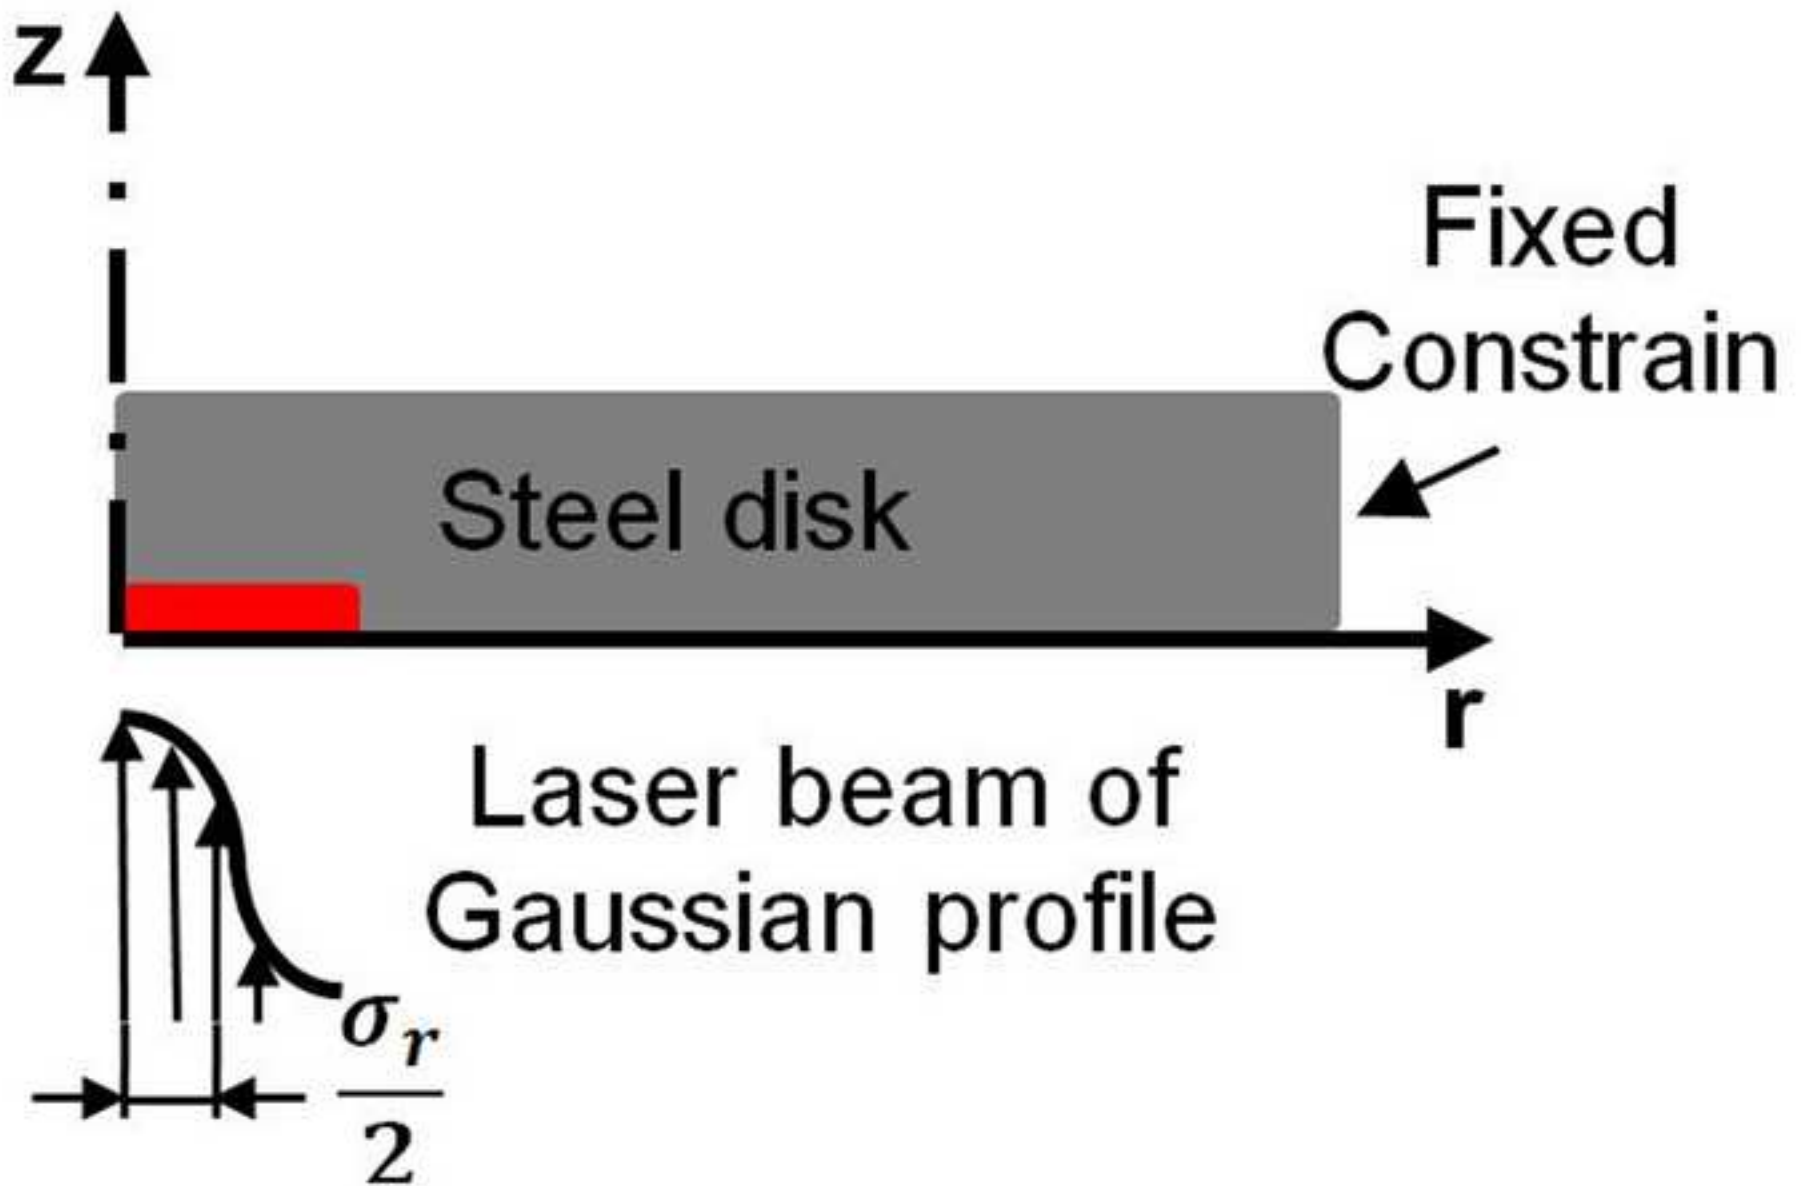 z
Fixed
Constrain
Steel disk
r
Laser beam of
Gaussian profile
σr
2